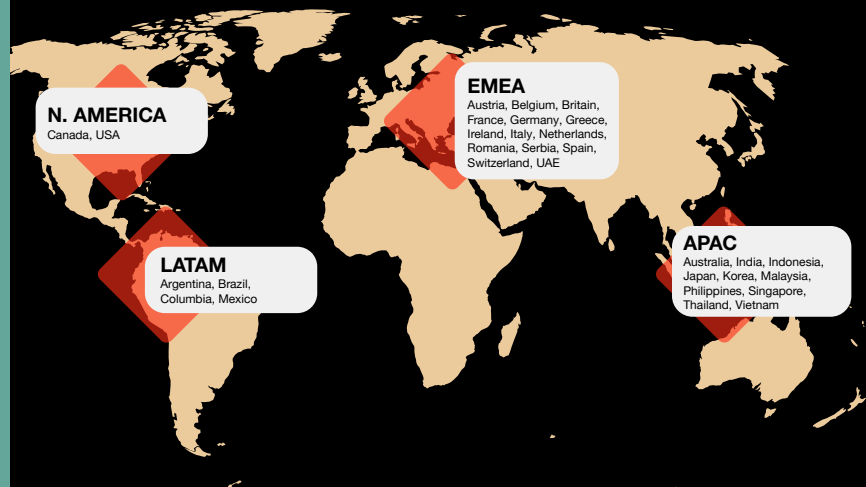 N. AMERICA
Canada, USA
EMEA
Austria, Belgium, Britain,
France, Germany, Greece,
Ireland, Italy, Netherlands,
Romania, Serbia, Spain,
Switzerland, UAE
LATAM
Argentina, Brazil,
Columbia, Mexico
APAC
Australia, India, Indonesia,
Japan, Korea, Malaysia,
Philippines, Singapore,
Thailand, Vietnam